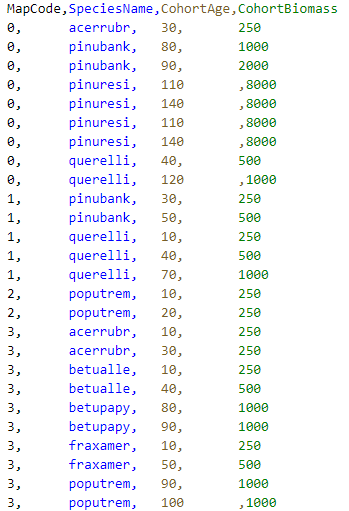 MapCode,SpeciesName,CohortAge,CohortBiomass
0, acerrubr, 30, 250
0, pinubank, 80, 1000
0, pinubank, 90, 2000
0, pinuresi, 110 ,8000
0, pinuresi, 140 ,8000
0, pinuresi, 110 ,8000
0, pinuresi, 140 ,8000
0, querelli, 40, 500
0, querelli, 120 ,1000
1, pinubank, 30, 250
1, pinubank, 50, 500
1, querelli, 10, 250
1, querelli, 40, 500
1, querelli, 70, 1000
2, poputrem, 10, 250
2, poputrem, 20, 250
3, acerrubr, 10, 250
3, acerrubr, 30, 250
3, betualle, 10, 250
3, betualle, 40, 500
3, betupapy, 80, 1000
3, betupapy, 90, 1000
3, fraxamer, 10, 250
3, fraxamer, 50, 500
3, poputrem, 90, 1000
3, poputrem, 100 ,1000